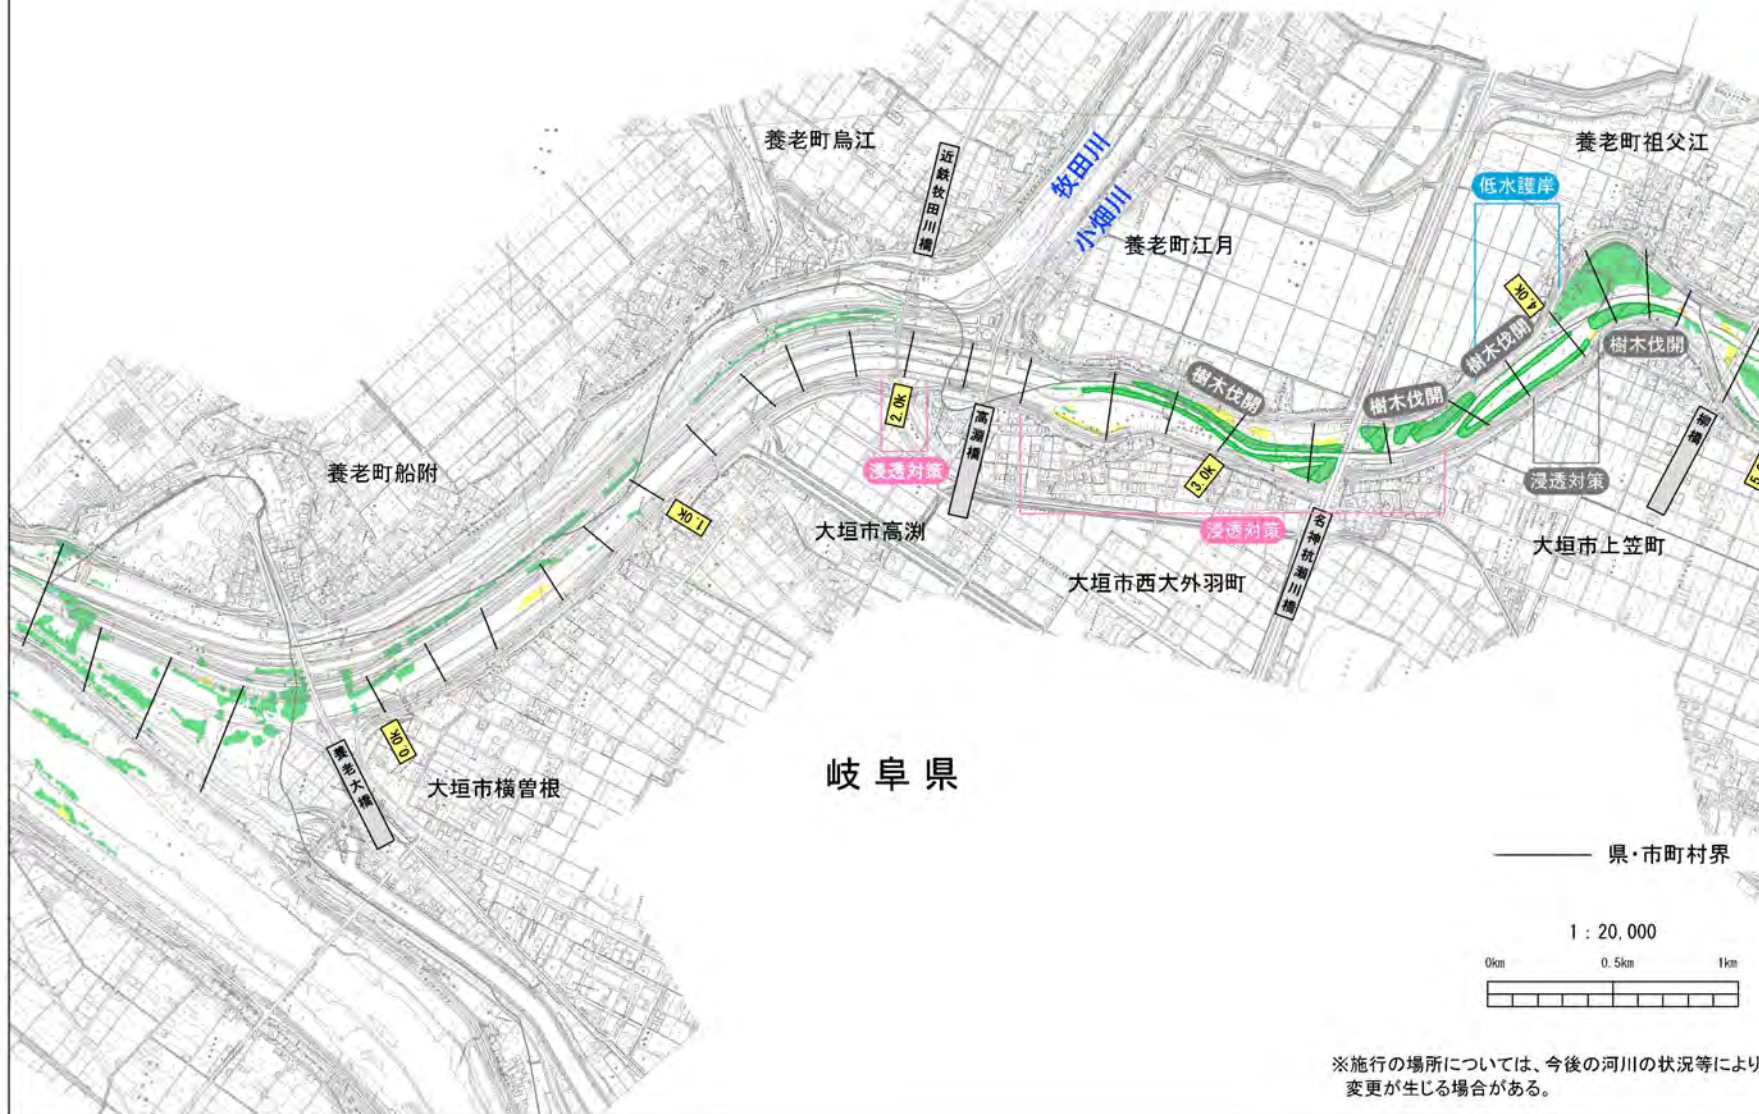 養老町烏江
近鉄牧田川橋
牧田川
小畑川
養老町江月
養老町祖父江
低水護岸
4.0k
樹木伐開
樹木伐開
樹木伐開
樹木伐開
2.0k
高淵橋
浸透対策
3.0k
浸透対策
名神杭瀬川橋
柳橋
浸透対策
養老町船附
1.0k
大垣市高渕
大垣市西大外羽町
大垣市上笠町
0.0k
養老大橋
大垣市横曽根
岐阜県
県・市町村界
1：20,000
0km 0.5km 1km
※施行の場所については、今後の河川の状況等により
変更が生じる場合がある。